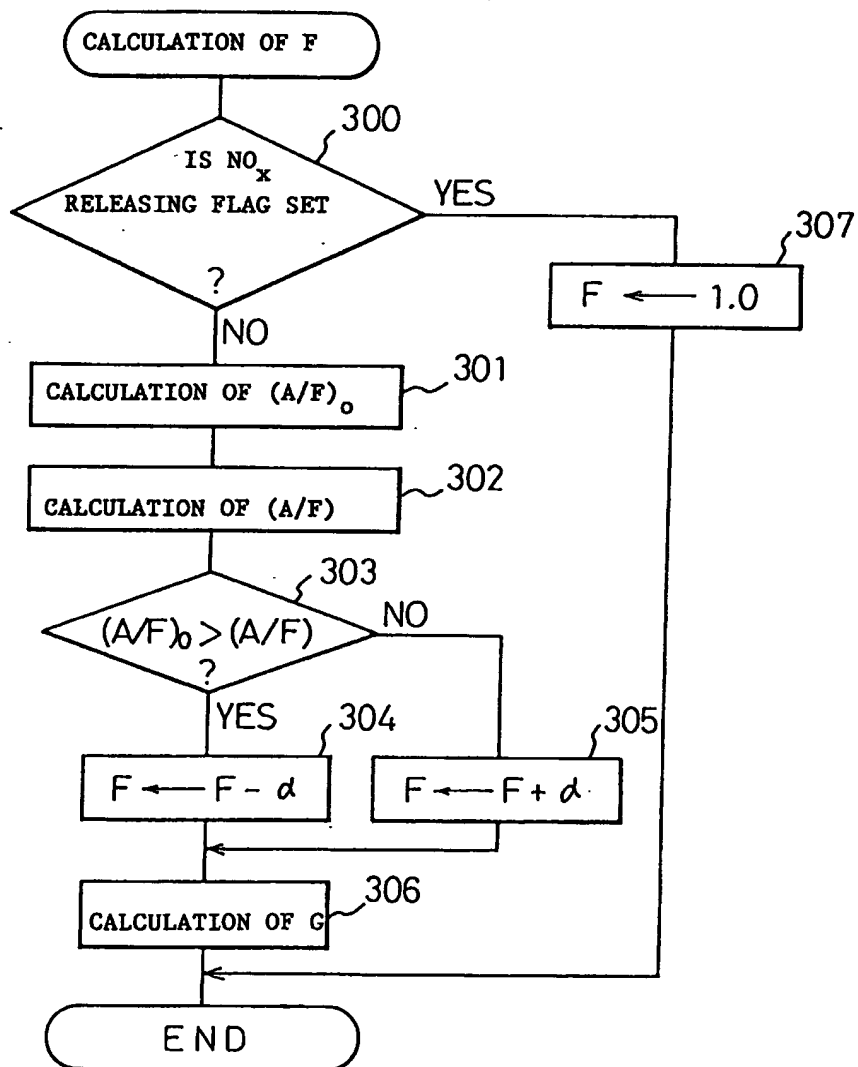 CALCULATION OF F
300
IS NOx
RELEASING FLAG SET
?
YES
NO
307
F ← 1.0
301
CALCULATION OF (A/F)o
302
CALCULATION OF (A/F)
303
(A/F)o > (A/F)
?
NO
YES
304
F ← F - α
305
F ← F + α
306
CALCULATION OF G
END